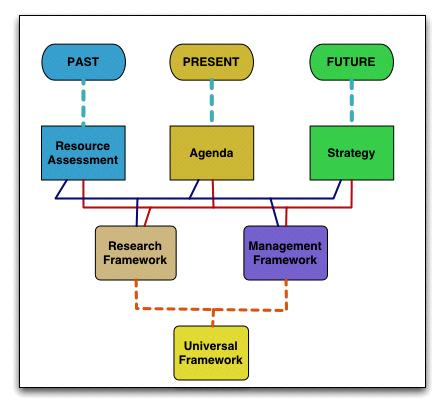 PAST
PRESENT
FUTURE
Resource
Assessment
Agenda
Strategy
Research
Framework
Management
Framework
Universal
Framework